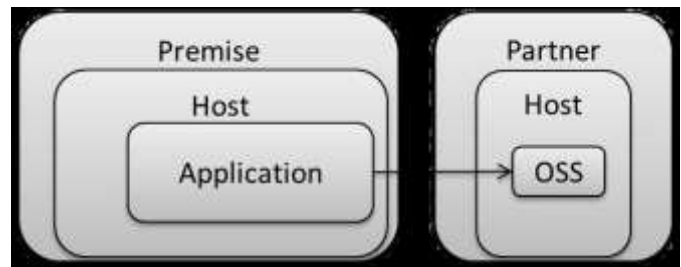 Premise
Host
Application
Partner
Host
OSS